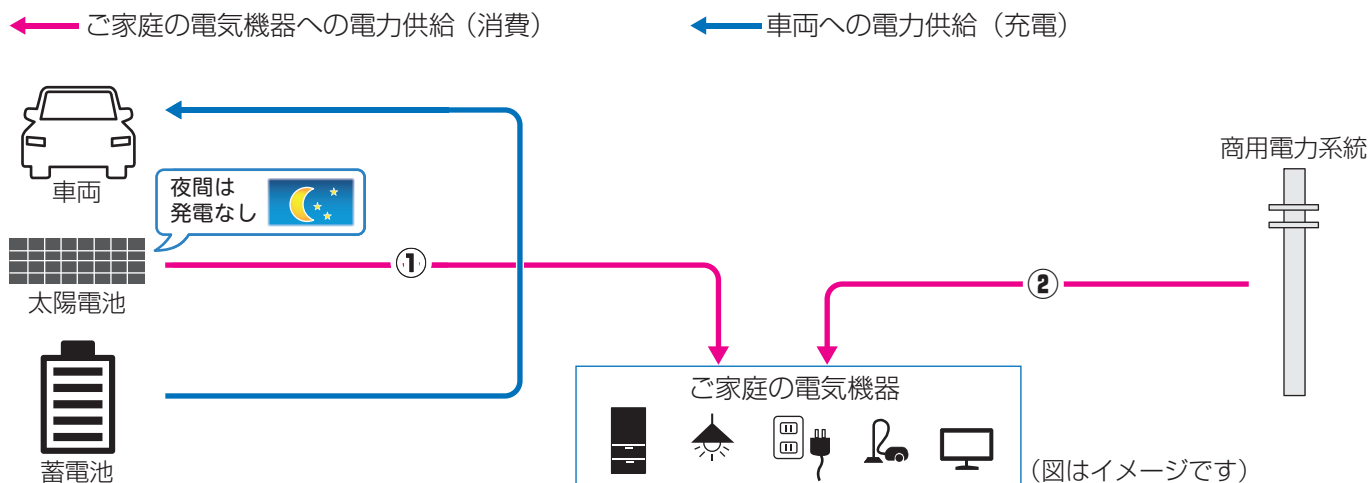 ご家庭の電気機器への電力供給（消費）
車両への電力供給（充電）
車両
夜間は
発電なし
商用電力系統
太陽電池
①
②
ご家庭の電気機器
蓄電池
（図はイメージです）